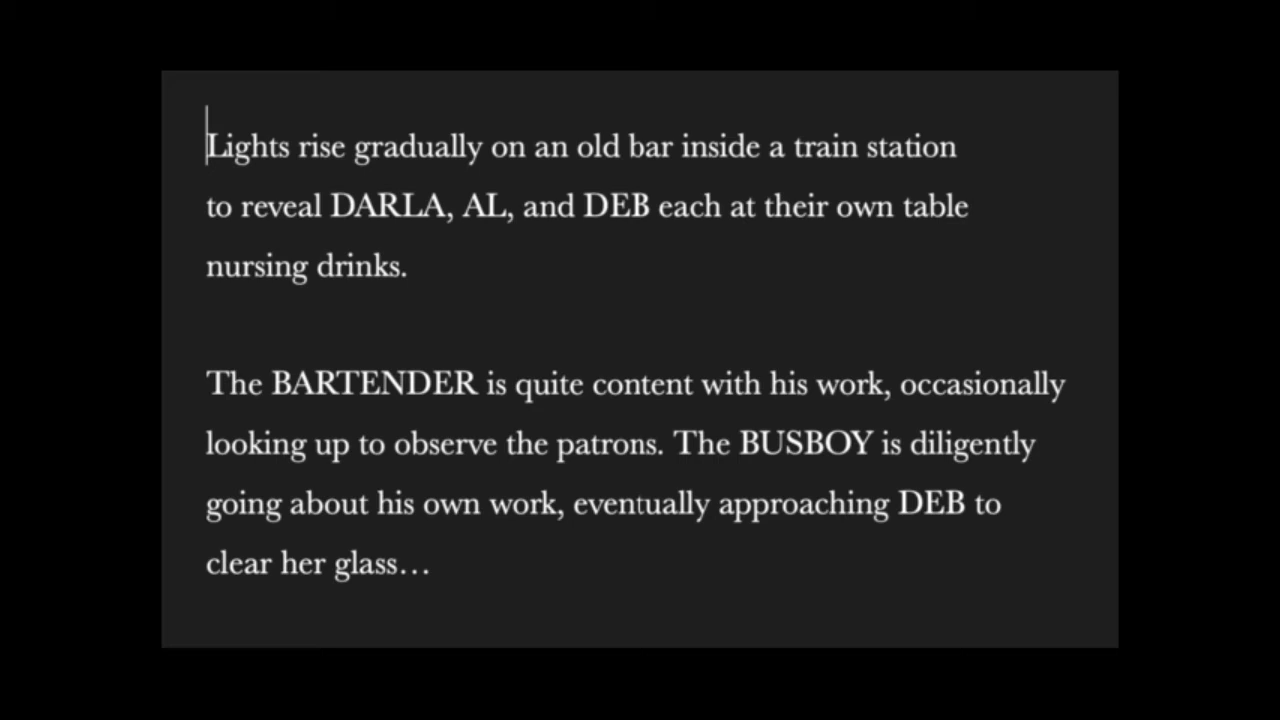 Lights rise gradually on an old bar inside a train station
to reveal DARLA, AL, and DEB each at their own table
nursing drinks.
The BARTENDER is quite content with his work, occasionally
looking up to observe the patrons. The BUSBOY is diligently
going about his own work, eventually approaching DEB to
clear her glass…